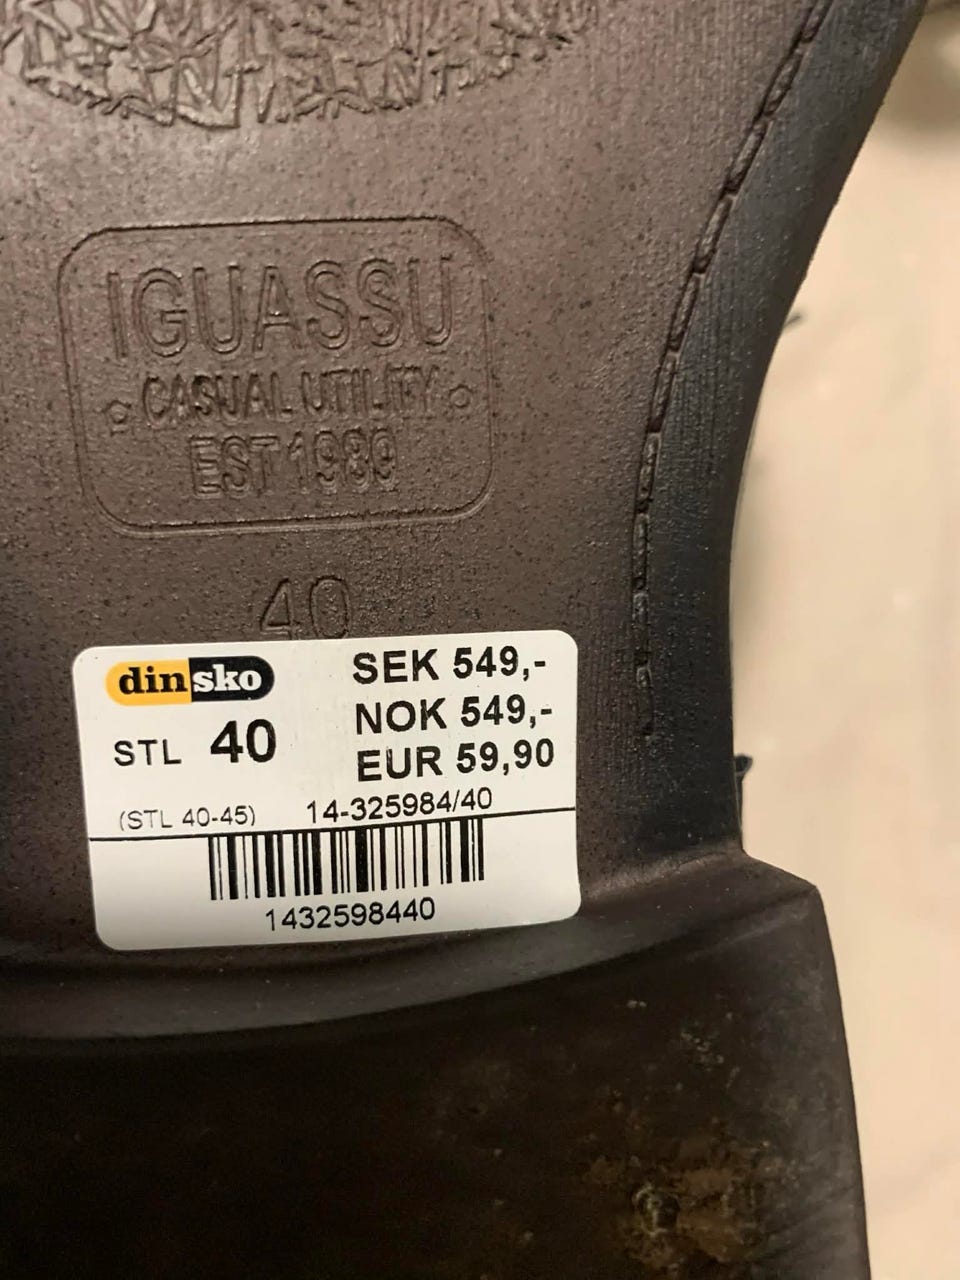 IGUASSU
CASUAL UTILITY
EST 1989
40
dinsko
SEK 549,-
NOK 549,-
STL 40
EUR 59,90
(STL 40-45) 14-325984/40
1432598440